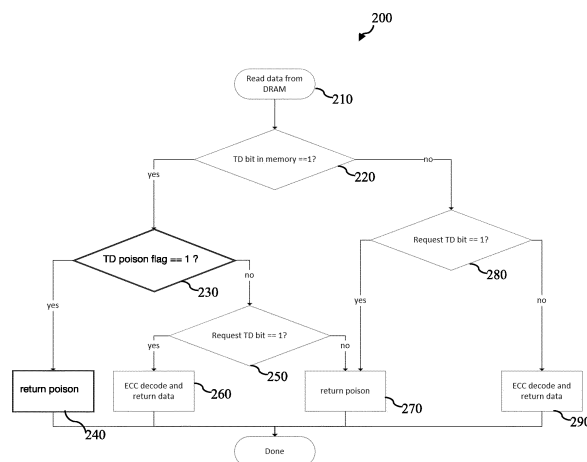 200
Read data from
DRAM
210
TD bit in memory ==1?
220
yes
no
TD poison flag == 1 ?
230
Request TD bit == 1?
280
yes
no
yes
no
Request TD bit == 1?
250
yes
no
return poison
240
ECC decode and
return data
260
return poison
270
ECC decode and
return data
290
Done